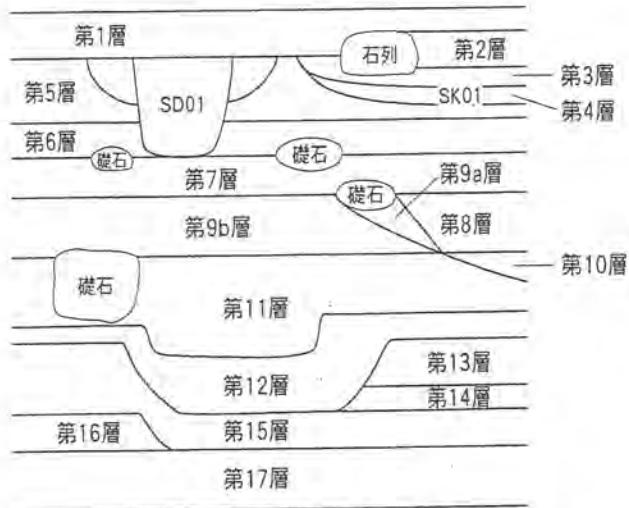 第1層
石列
第2層
第3層
第5層
SD01
SK01
第4層
第6層
礎石
礎石
第7層
第9a層
礎石
第9b層
第8層
第10層
礎石
第11層
第13層
第12層
第14層
第16層
第15層
第17層